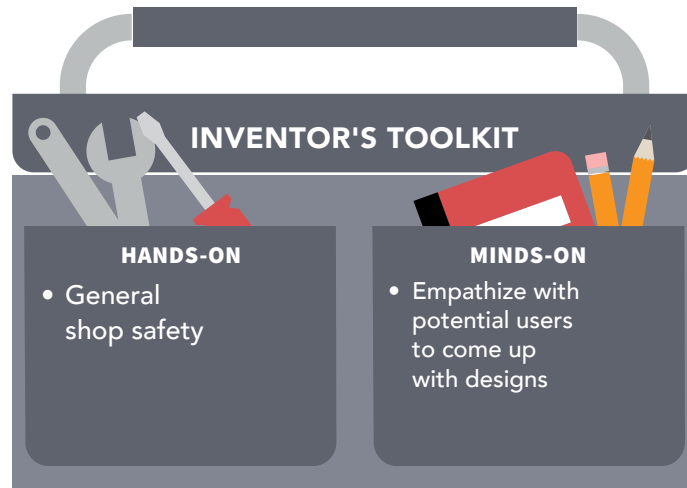 INVENTOR'S TOOLKIT
HANDS-ON
• General
shop safety
MINDS-ON
• Empathize with
potential users
to come up
with designs